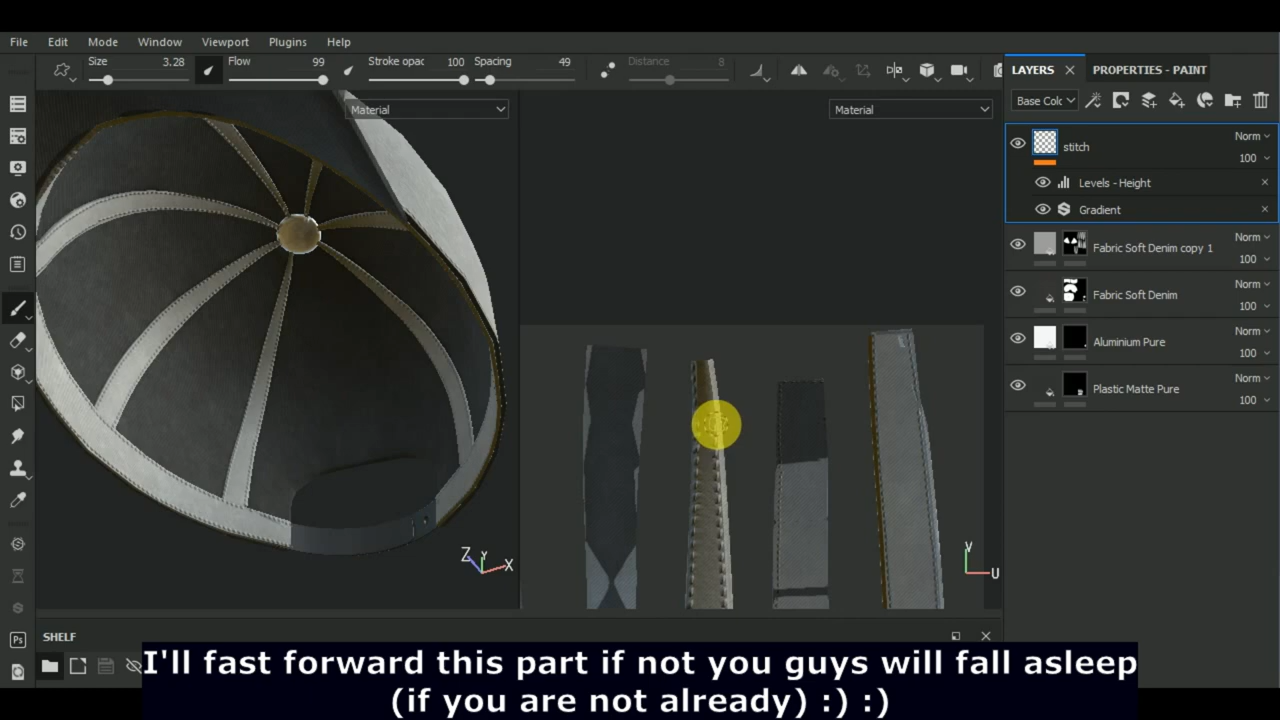 File Edit Mode Window Viewport Plugins Help
Size 3.28 Flow 99 Stroke opac 100 Spacing 49 Distance 8
LAYERS PROPERTIES - PAINT
Base Colc
Material
Material
stitch Norm 100
Levels - Height
Gradient
Fabric Soft Denim copy 1 Norm 100
Fabric Soft Denim Norm 100
Aluminium Pure Norm 100
Plastic Matte Pure Norm 100
Z Y X
V
U
Ps
SHELF
I'll fast forward this part if not you guys will fall asleep
(if you are not already) :) :)